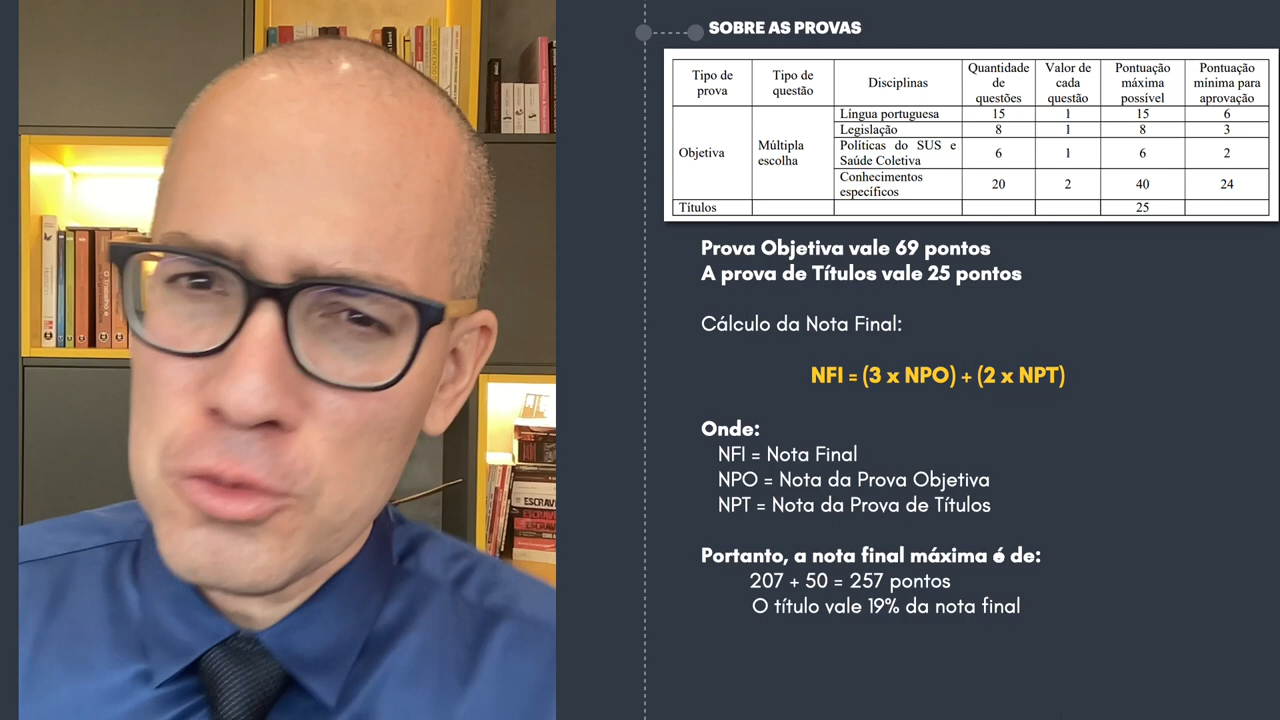 SOBRE AS PROVAS
Tipo de prova | Tipo de questão | Disciplinas | Quantidade de questões | Valor de cada questão | Pontuação máxima possível | Pontuação mínima para aprovação
Objetiva | Múltipla escolha | Língua portuguesa | 15 | 1 | 15 | 6
Legislação | 8 | 1 | 8 | 3
Políticas do SUS e Saúde Coletiva | 6 | 1 | 6 | 2
Conhecimentos específicos | 20 | 2 | 40 | 24
Títulos | 25
Prova Objetiva vale 69 pontos
A prova de Títulos vale 25 pontos
Cálculo da Nota Final:
NFI = (3 x NPO) + (2 x NPT)
Onde:
NFI = Nota Final
NPO = Nota da Prova Objetiva
NPT = Nota da Prova de Títulos
Portanto, a nota final máxima é de:
207 + 50 = 257 pontos
O título vale 19% da nota final
ESCRAV